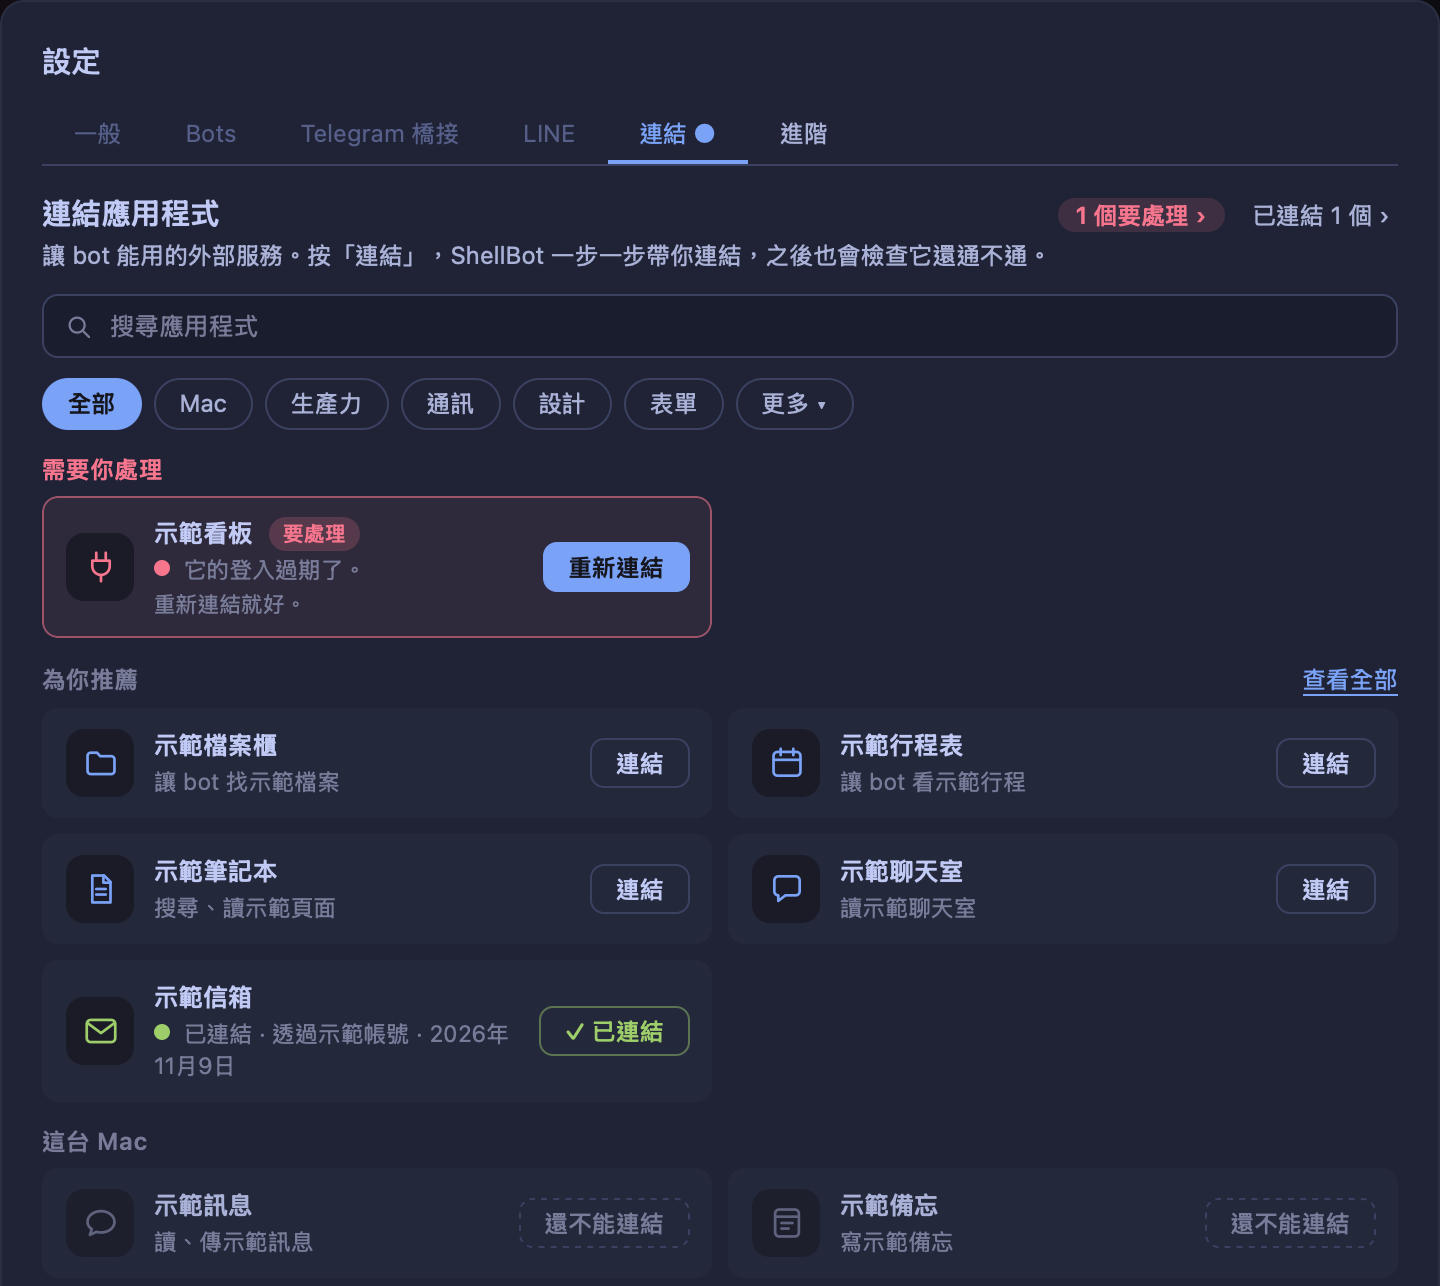 設定
一般 Bots Telegram 橋接 LINE 連結 進階
連結應用程式
1 個要處理 › 已連結 1 個 ›
讓 bot 能用的外部服務。按「連結」，ShellBot 一步一步帶你連結，之後也會檢查它還通不通。
搜尋應用程式
全部 Mac 生產力 通訊 設計 表單 更多 ▾
需要你處理
示範看板 要處理
它的登入過期了。
重新連結就好。
重新連結
為你推薦 查看全部
示範檔案櫃
讓 bot 找示範檔案
連結
示範行程表
讓 bot 看示範行程
連結
示範筆記本
搜尋、讀示範頁面
連結
示範聊天室
讀示範聊天室
連結
示範信箱
已連結 · 透過示範帳號 · 2026年
11月9日
✓ 已連結
這台 Mac
示範訊息
讀、傳示範訊息
還不能連結
示範備忘
寫示範備忘
還不能連結